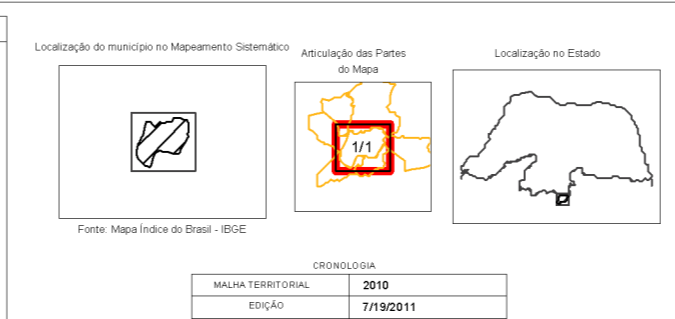 Localização do município no Mapeamento Sistemático
Articulação das Partes
do Mapa
Localização no Estado
1/1
Fonte: Mapa Índice do Brasil - IBGE
CRONOLOGIA
MALHA TERRITORIAL 2010
EDIÇÃO 7/19/2011